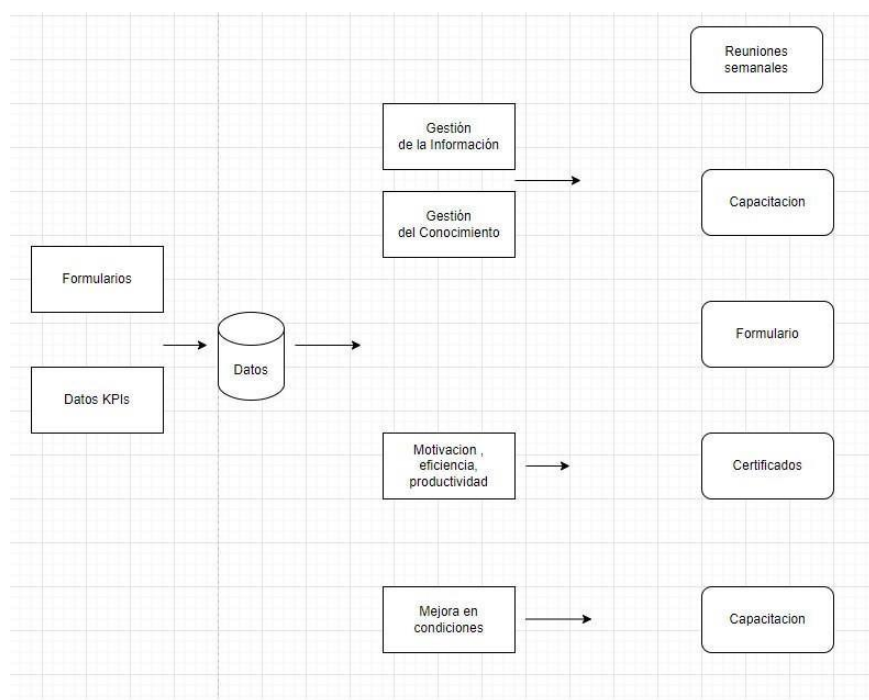 Reuniones
semanales
Gestión
de la Información
Capacitacion
Gestión
del Conocimiento
Formularios
Formulario
Datos
Datos KPIs
Motivacion ,
eficiencia,
productividad
Certificados
Mejora en
condiciones
Capacitacion